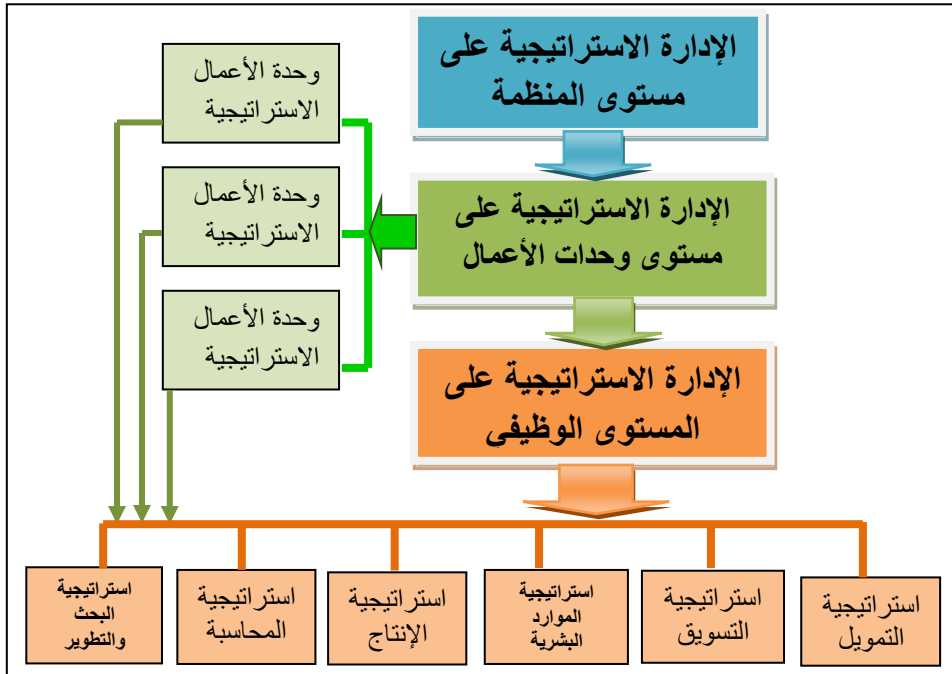 الإدارة الاستراتيجية على
مستوى المنظمة
الإدارة الاستراتيجية على
مستوى وحدات الأعمال
الإدارة الاستراتيجية على
المستوى الوظيفى
وحدة الأعمال
الاستراتيجية
وحدة الأعمال
الاستراتيجية
وحدة الأعمال
الاستراتيجية
استراتيجية
التمويل
استراتيجية
التسويق
استراتيجية
الموارد
البشرية
استراتيجية
الإنتاج
استراتيجية
المحاسبة
استراتيجية
البحث
والتطوير